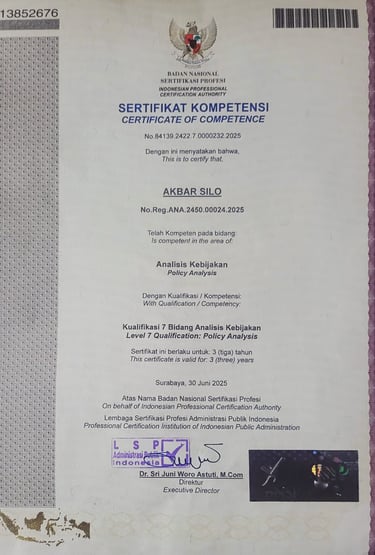 13852676
BADAN NASIONAL
SERTIFIKASI PROFESI
INDONESIAN PROFESSIONAL
CERTIFICATION AUTHORITY
SERTIFIKAT KOMPETENSI
CERTIFICATE OF COMPETENCE
No.84139.2422.7.0000232.2025
Dengan ini menyatakan bahwa,
This is to certify that,
AKBAR SILO
No.Reg.ANA.2450.00024.2025
Telah Kompeten pada bidang:
Is competent in the area of:
Analisis Kebijakan
Policy Analysis
Dengan Kualifikasi / Kompetensi:
With Qualification / Competency:
Kualifikasi 7 Bidang Analisis Kebijakan
Level 7 Qualification: Policy Analysis
Sertifikat ini berlaku untuk: 3 (tiga) tahun
This certificate is valid for: 3 (three) years
Surabaya, 30 Juni 2025
Atas Nama Badan Nasional Sertifikasi Profesi
On behalf of Indonesian Professional Certification Authority
Lembaga Sertifikasi Profesi Administrasi Publik Indonesia
Professional Certification Institution of Indonesian Public Administration
L S P
Administrasi Publik
Indonesia
Dr. Sri Juni Woro Astuti, M.Com
Direktur
Executive Director